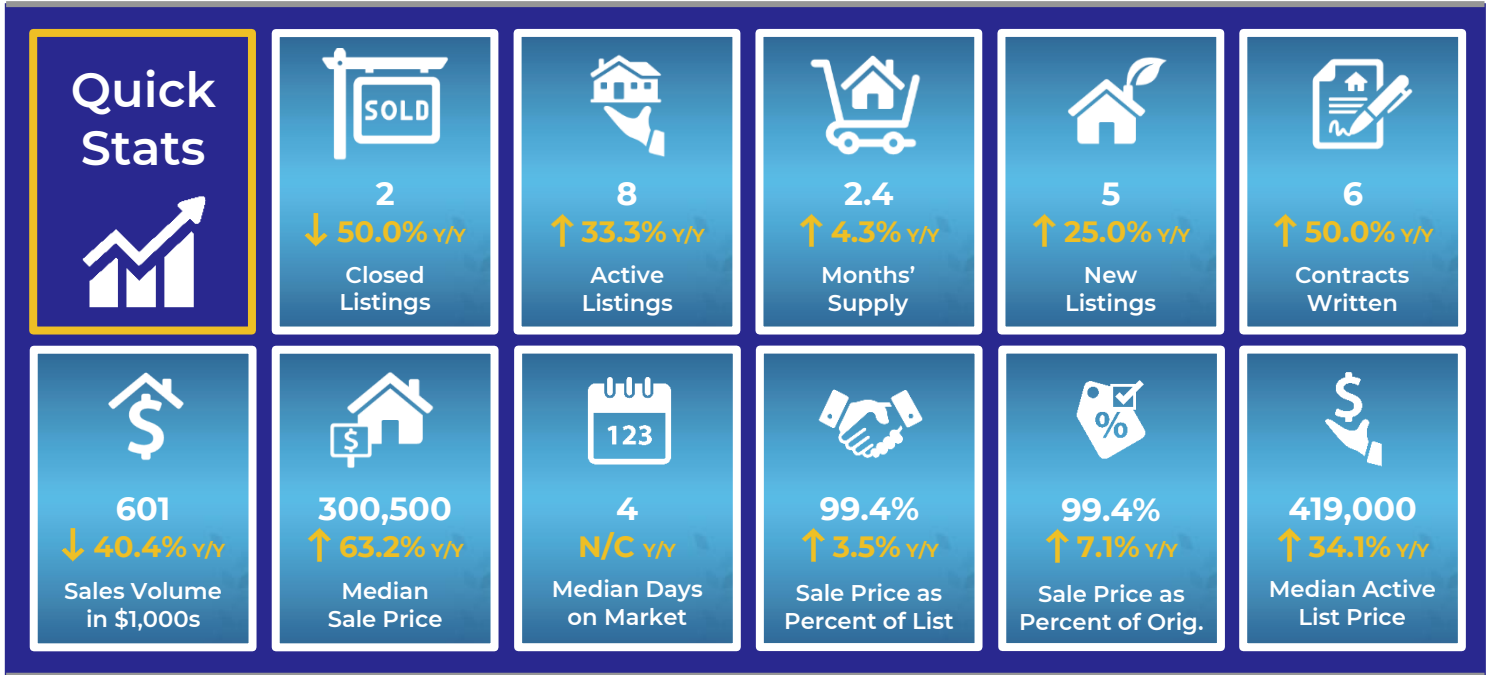 Quick
Stats
SOLD
2
↓ 50.0% Y/Y
Closed
Listings
8
↑ 33.3% Y/Y
Active
Listings
2.4
↑ 4.3% Y/Y
Months’
Supply
5
↑ 25.0% Y/Y
New
Listings
6
↑ 50.0% Y/Y
Contracts
Written
$
601
↓ 40.4% Y/Y
Sales Volume
in $1,000s
$
300,500
↑ 63.2% Y/Y
Median
Sale Price
123
4
N/C Y/Y
Median Days
on Market
99.4%
↑ 3.5% Y/Y
Sale Price as
Percent of List
%
99.4%
↑ 7.1% Y/Y
Sale Price as
Percent of Orig.
$
419,000
↑ 34.1% Y/Y
Median Active
List Price